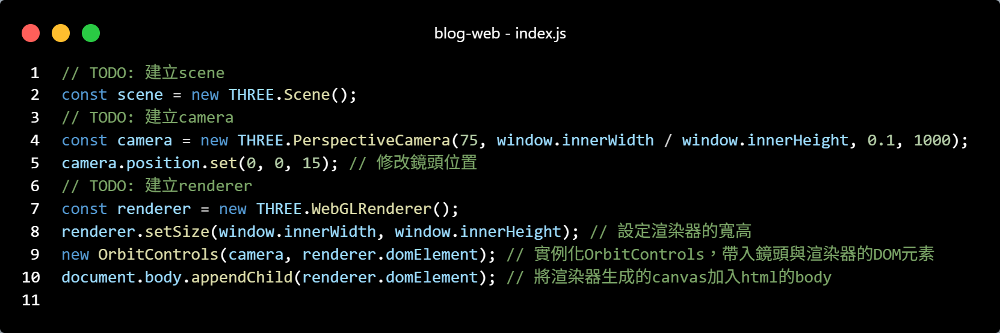 blog-web - index.js
1 // TODO: 建立scene
2 const scene = new THREE.Scene();
3 // TODO: 建立camera
4 const camera = new THREE.PerspectiveCamera(75, window.innerWidth / window.innerHeight, 0.1, 1000);
5 camera.position.set(0, 0, 15); // 修改鏡頭位置
6 // TODO: 建立renderer
7 const renderer = new THREE.WebGLRenderer();
8 renderer.setSize(window.innerWidth, window.innerHeight); // 設定渲染器的寬高
9 new OrbitControls(camera, renderer.domElement); // 實例化OrbitControls，帶入鏡頭與渲染器的DOM元素
10 document.body.appendChild(renderer.domElement); // 將渲染器生成的canvas加入html的body
11